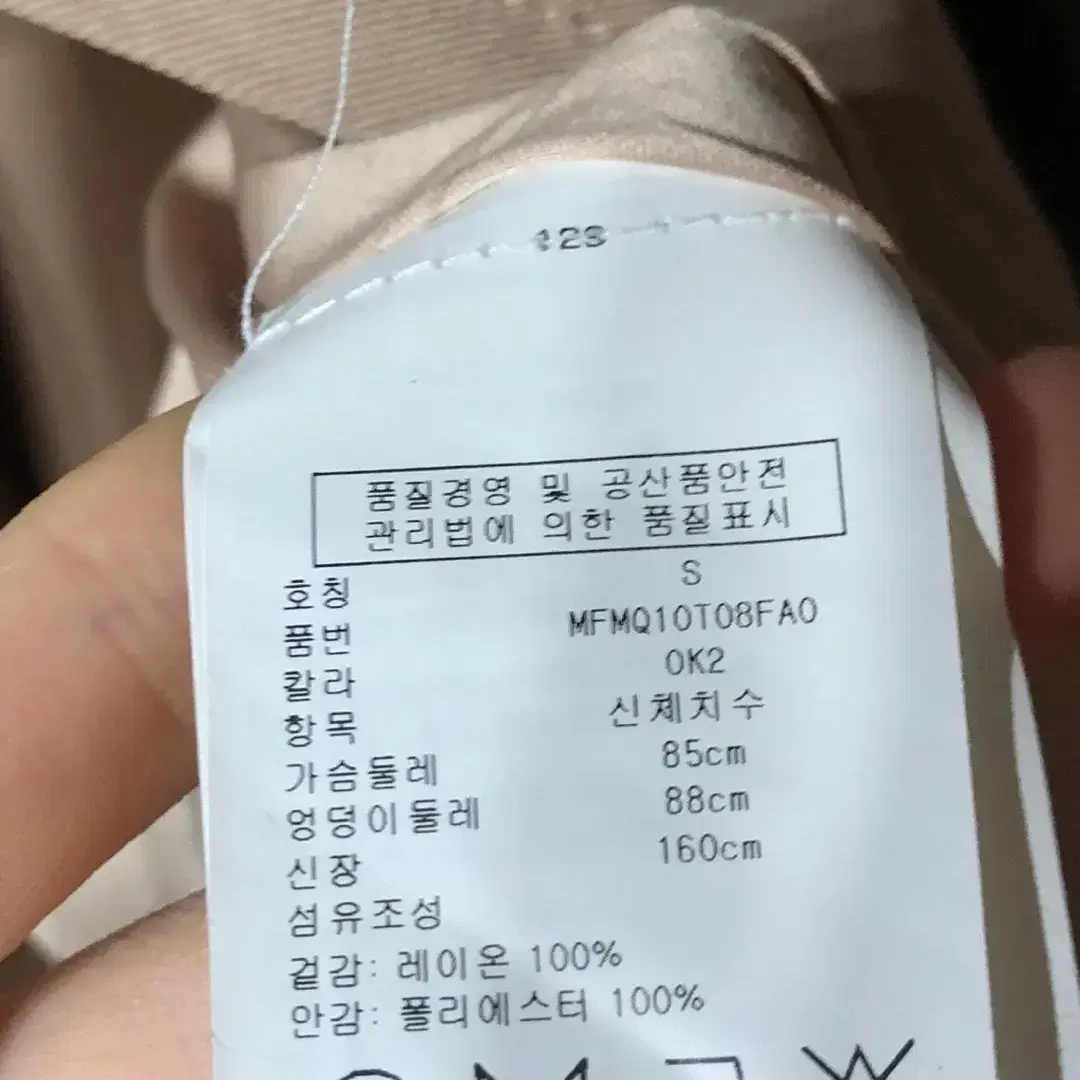 123
품질경영 및 공산품안전
관리법에 의한 품질표시
호칭 S
품번 MFMQ10T08FA0
칼라 0K2
항목 신체치수
가슴둘레 85cm
엉덩이둘레 88cm
신장 160cm
섬유조성
겉감: 레이온 100%
안감: 폴리에스터 100%